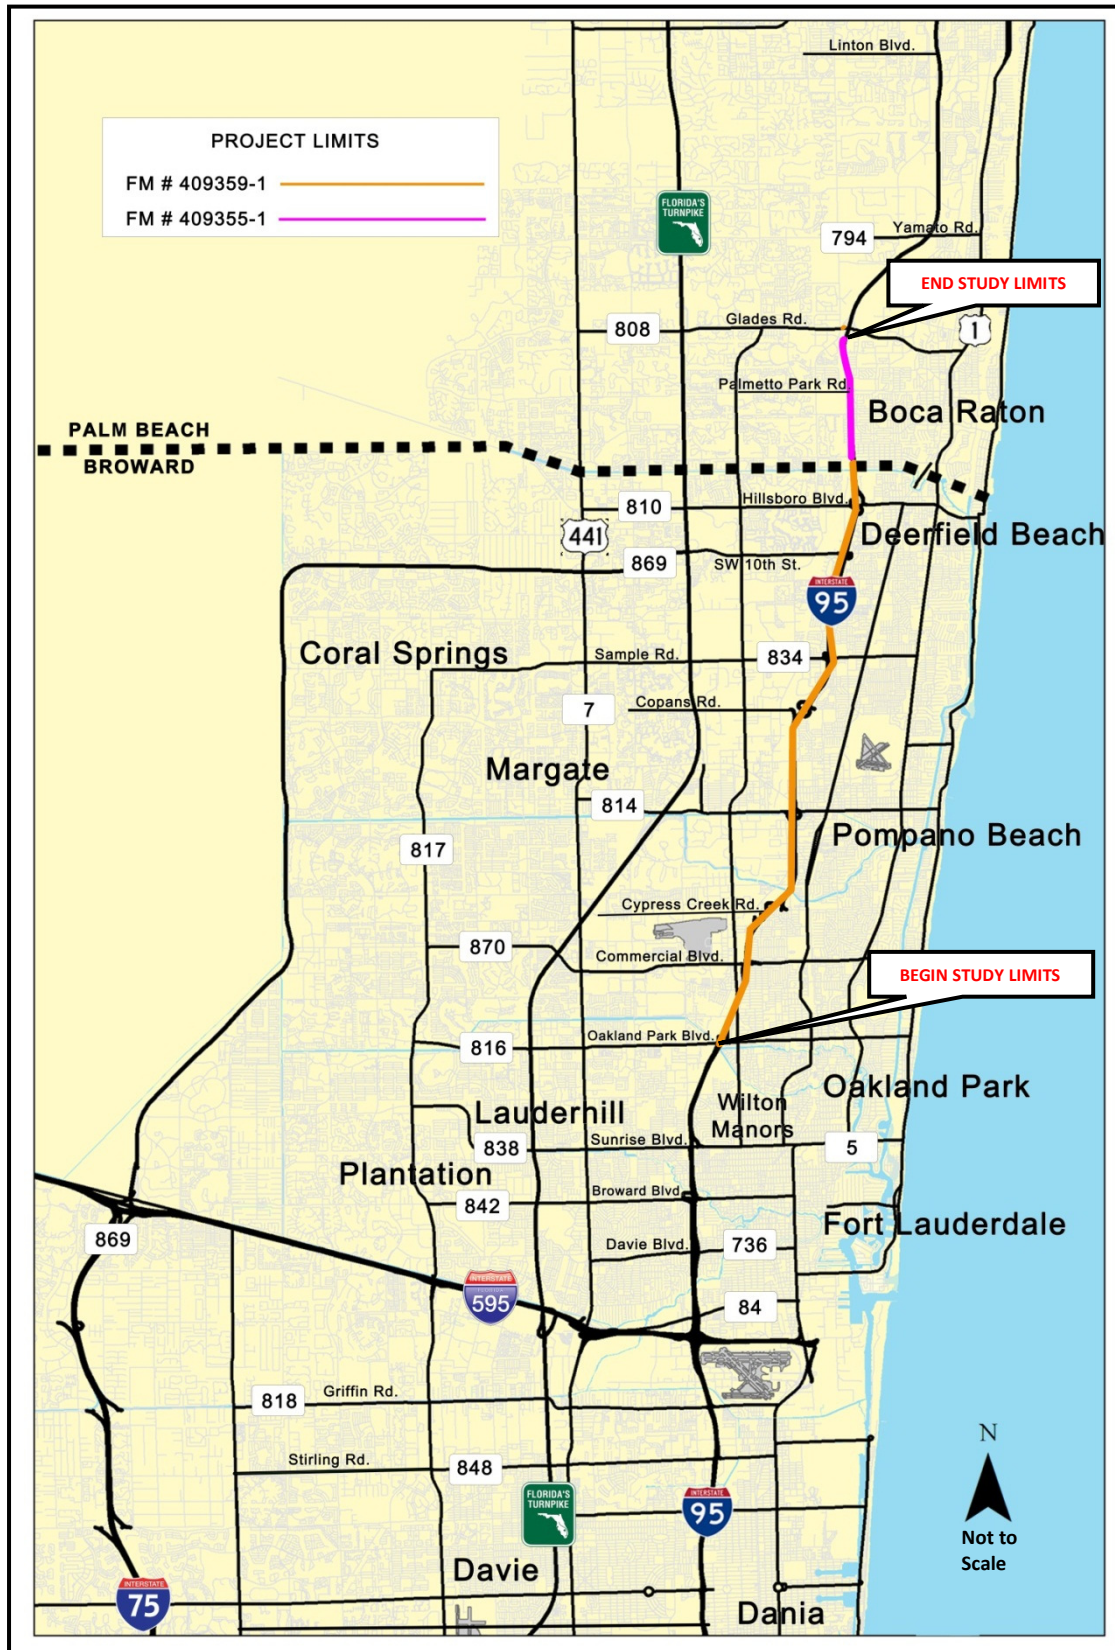 Linton Blvd.
PROJECT LIMITS
FM # 409359-1
FM # 409355-1
FLORIDA'S
TURNPIKE
794
Yamato Rd.
END STUDY LIMITS
808
Glades Rd.
1
Palmetto Park Rd.
Boca Raton
PALM BEACH
BROWARD
810
Hillsboro Blvd.
441
Deerfield Beach
869
SW 10th St.
INTERSTATE
95
Coral Springs
Sample Rd.
834
7
Copans Rd.
Margate
814
817
Pompano Beach
Cypress Creek Rd.
870
Commercial Blvd.
BEGIN STUDY LIMITS
816
Oakland Park Blvd.
Oakland Park
Lauderhill
Wilton
Manors
838
Sunrise Blvd.
5
Plantation
842
Broward Blvd
Fort Lauderdale
869
Davie Blvd.
736
INTERSTATE
595
84
818
Griffin Rd.
N
Stirling Rd.
848
FLORIDA'S
TURNPIKE
INTERSTATE
95
Not to
Scale
Davie
INTERSTATE
75
Dania